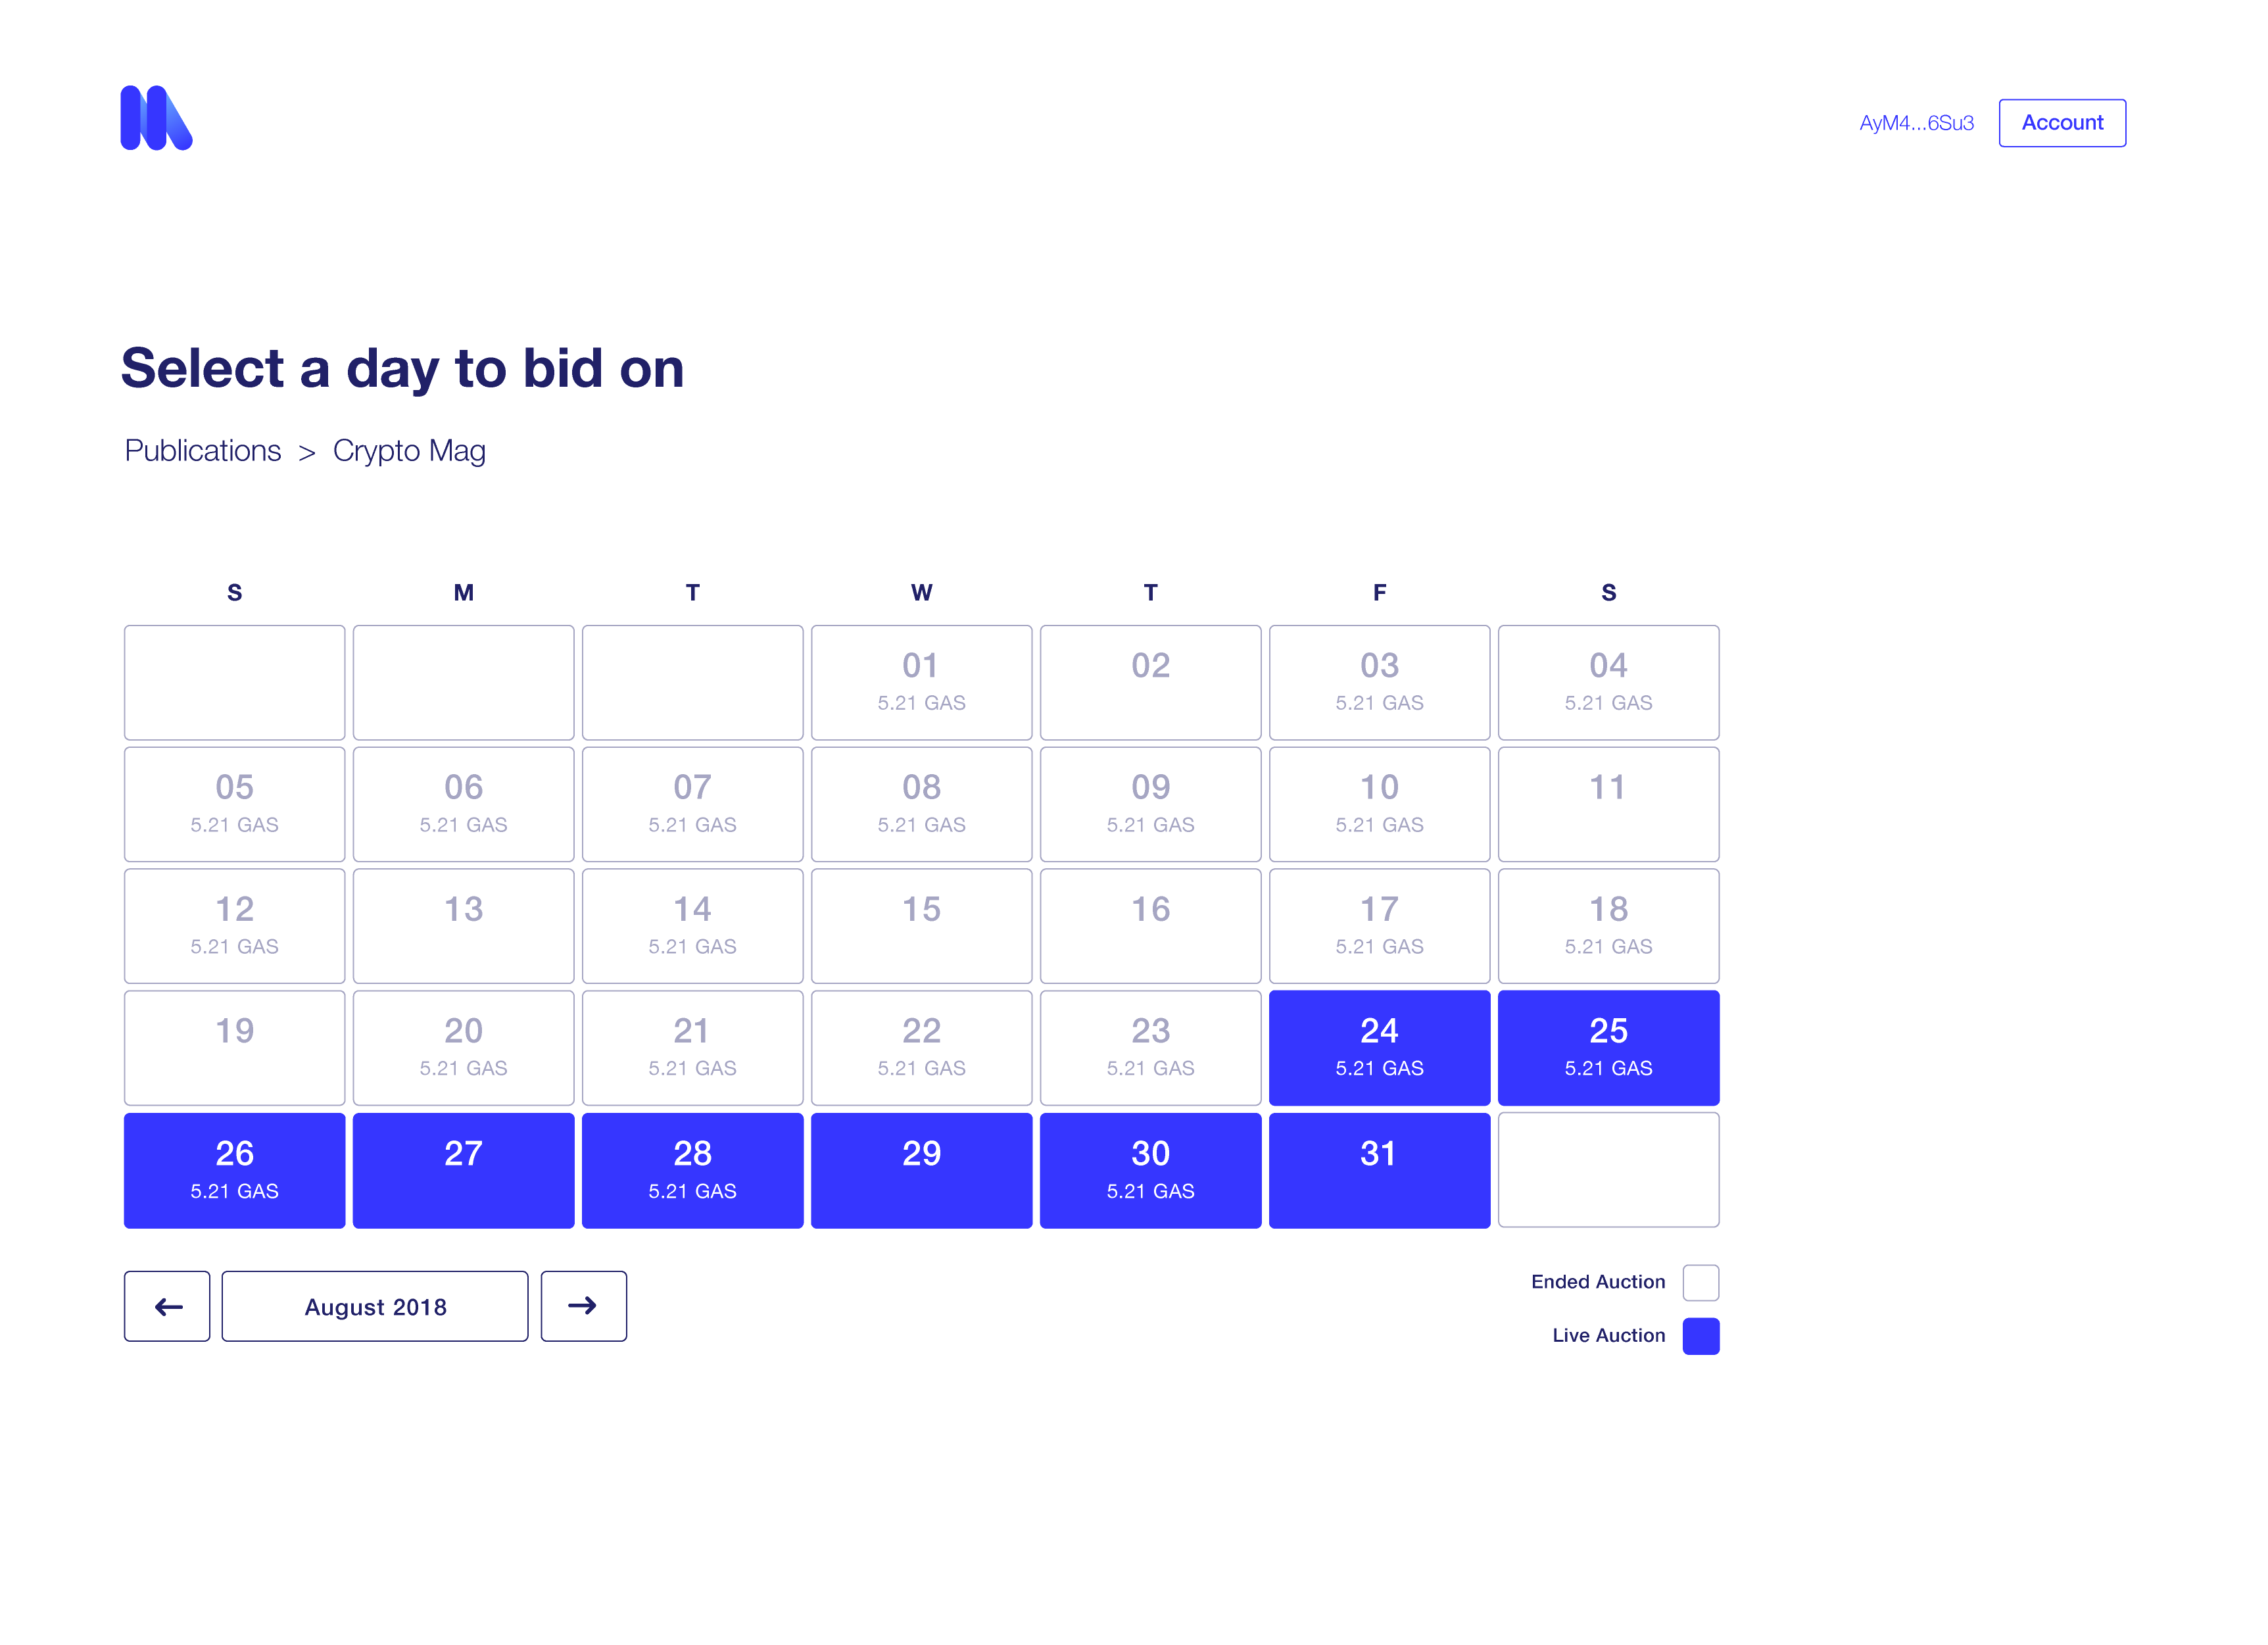 AyM4...6Su3 Account
Select a day to bid on
Publications > Crypto Mag
S M T W T F S
01 02 03 04
5.21 GAS 5.21 GAS 5.21 GAS
05 06 07 08 09 10 11
5.21 GAS 5.21 GAS 5.21 GAS 5.21 GAS 5.21 GAS 5.21 GAS
12 13 14 15 16 17 18
5.21 GAS 5.21 GAS 5.21 GAS 5.21 GAS
19 20 21 22 23 24 25
5.21 GAS 5.21 GAS 5.21 GAS 5.21 GAS 5.21 GAS 5.21 GAS
26 27 28 29 30 31
5.21 GAS 5.21 GAS 5.21 GAS
← August 2018 →
Ended Auction
Live Auction